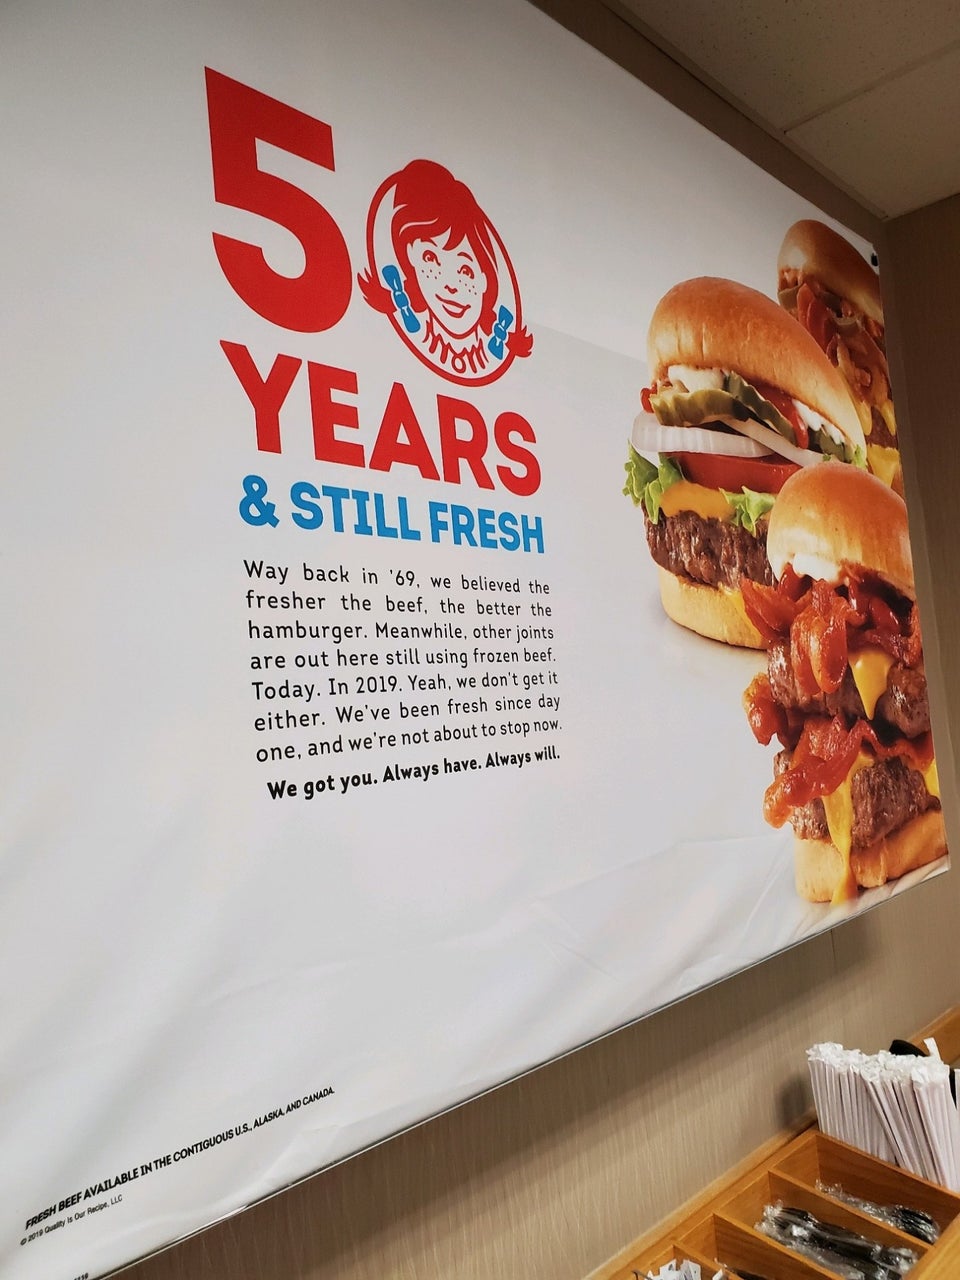 50
YEARS
& STILL FRESH
Way back in '69, we believed the
fresher the beef, the better the
hamburger. Meanwhile, other joints
are out here still using frozen beef.
Today. In 2019. Yeah, we don't get it
either. We've been fresh since day
one, and we're not about to stop now.
We got you. Always have. Always will.
FRESH BEEF AVAILABLE IN THE CONTIGUOUS U.S., ALASKA, AND CANADA.
© 2019 Quality Is Our Recipe, LLC